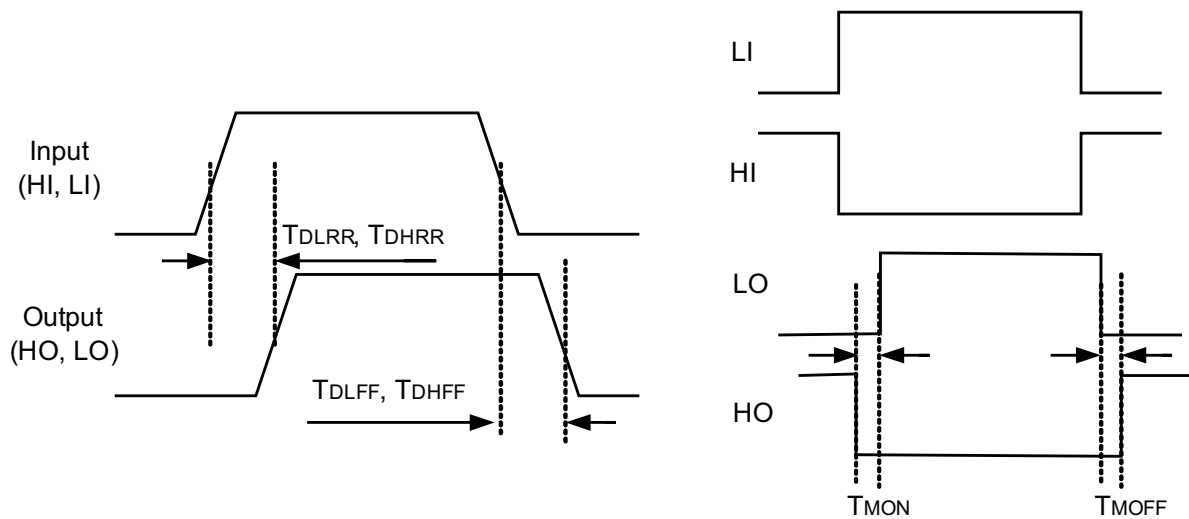 Input
(HI, LI)
TDLRR, TDHRR
Output
(HO, LO)
TDLFF, TDHFF
LI
HI
LO
HO
TMON
TMOFF